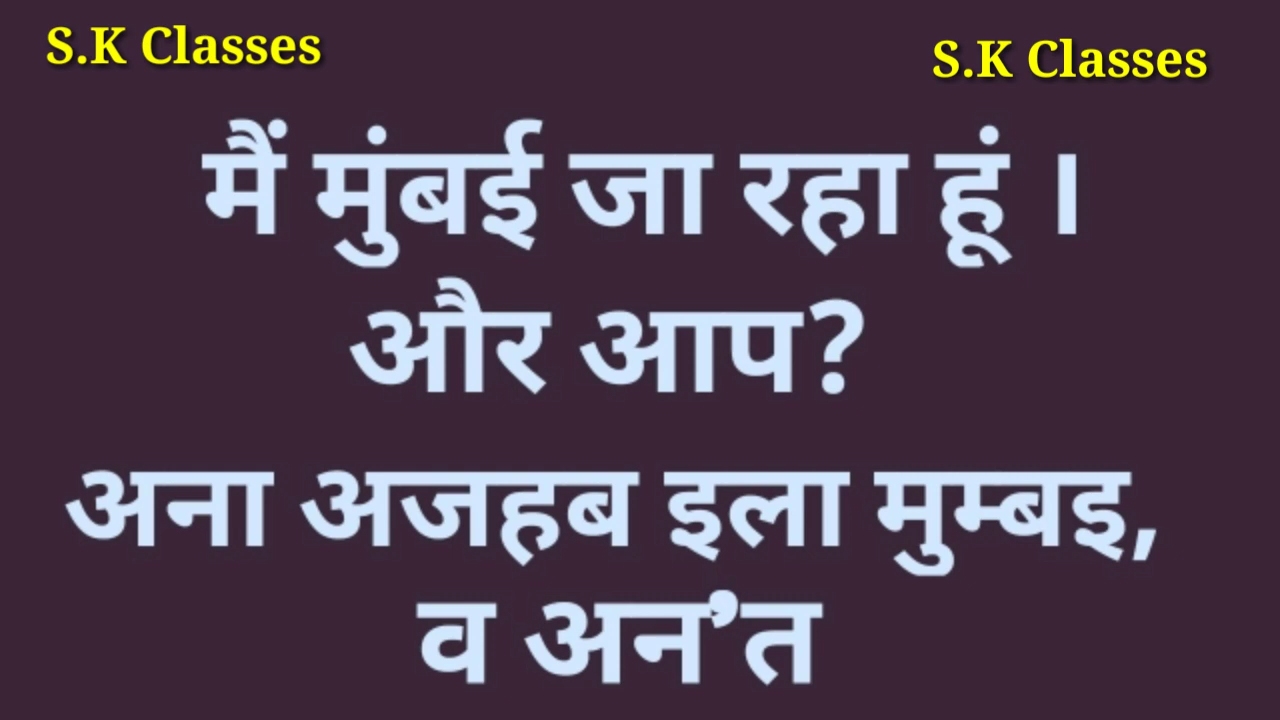 S.K Classes
S.K Classes
मैं मुंबई जा रहा हूं ।
और आप?
अना अजहब इला मुम्बइ,
व अन’त